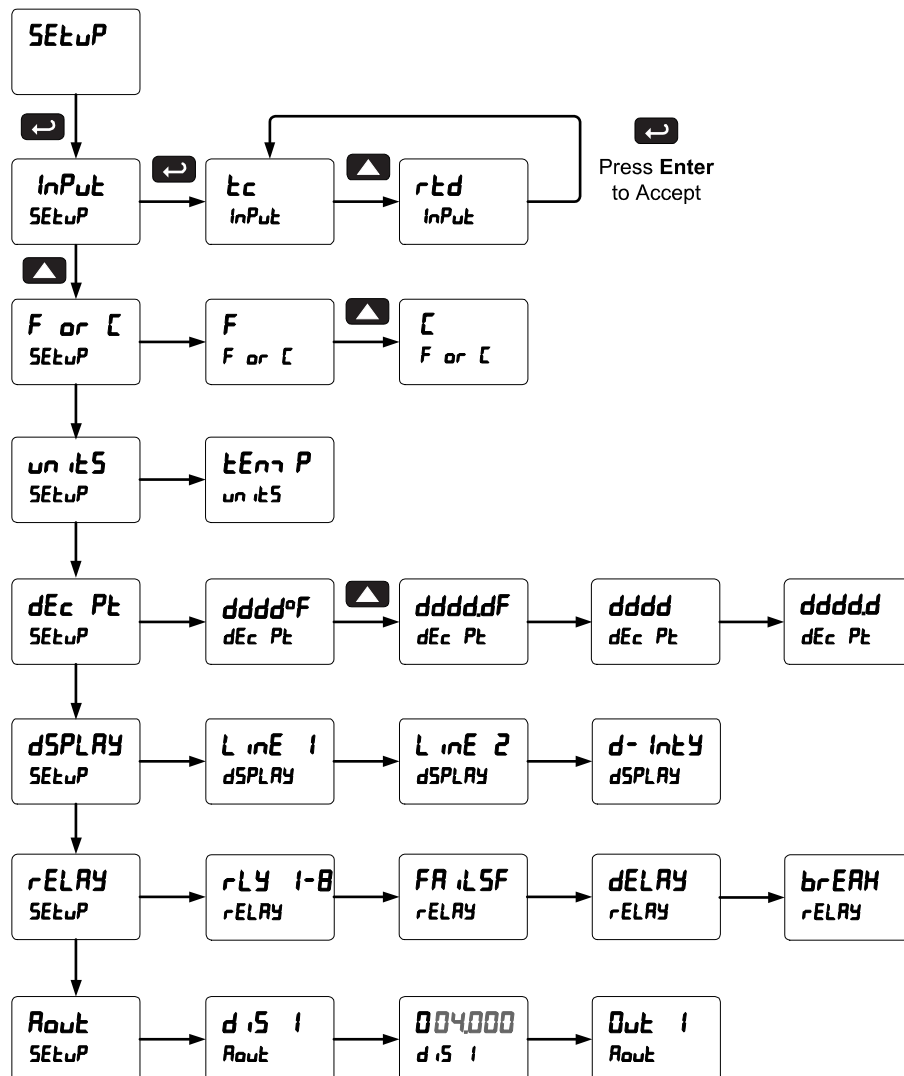 SEtuP
InPut
SEtuP
tc
InPut
rtd
InPut
Press Enter
to Accept
F or C
SEtuP
F
F or C
C
F or C
unitS
SEtuP
tEmP
unitS
dEc Pt
SEtuP
dddd°F
dEc Pt
dddd.dF
dEc Pt
dddd
dEc Pt
dddd.d
dEc Pt
dSPLAY
SEtuP
LinE 1
dSPLAY
LinE 2
dSPLAY
d-IntY
dSPLAY
rELAY
SEtuP
rLY 1-8
rELAY
FAiLSF
rELAY
dELAY
rELAY
brEAK
rELAY
Aout
SEtuP
diS 1
Aout
004.000
diS 1
Out 1
Aout